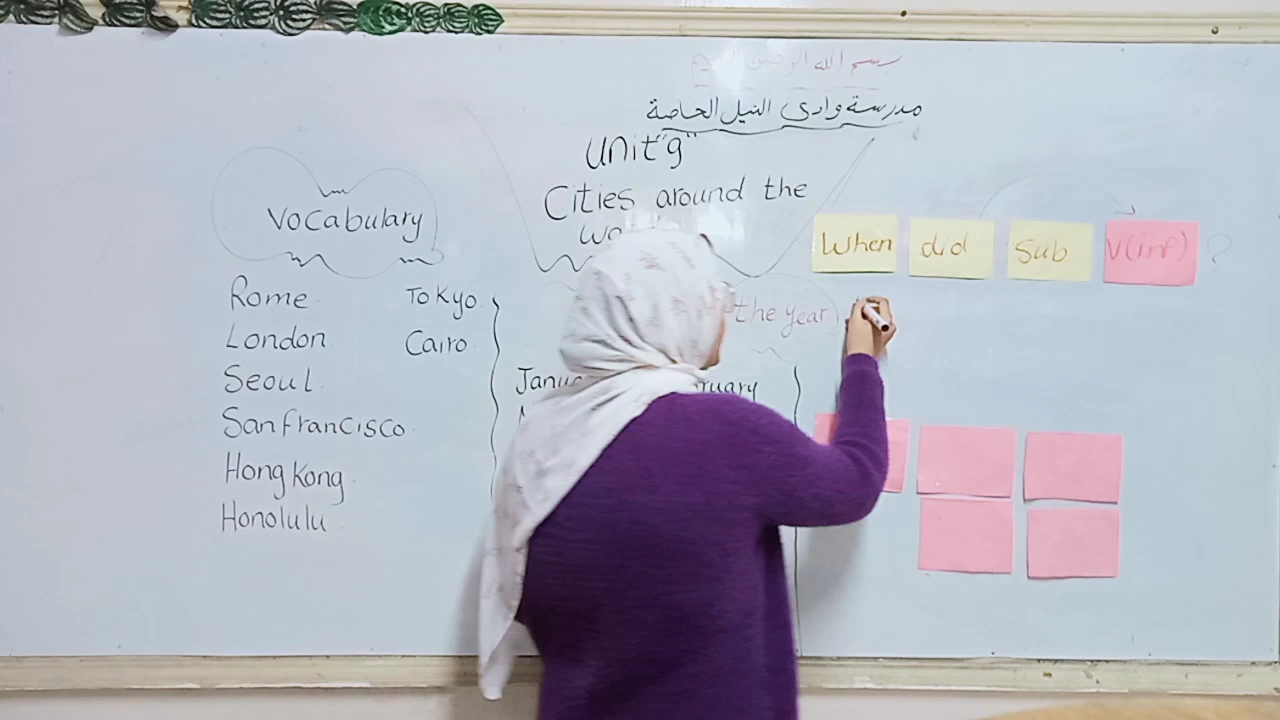 بسم الله الرحمن
مدرسة وادى النيل الخاصة
Unit "9"
Cities around the
Vocabulary
Rome
Tokyo
London
Cairo
Seoul
San francisco
Hong Kong
Honolulu
the year
When did Sub V(inf) ?